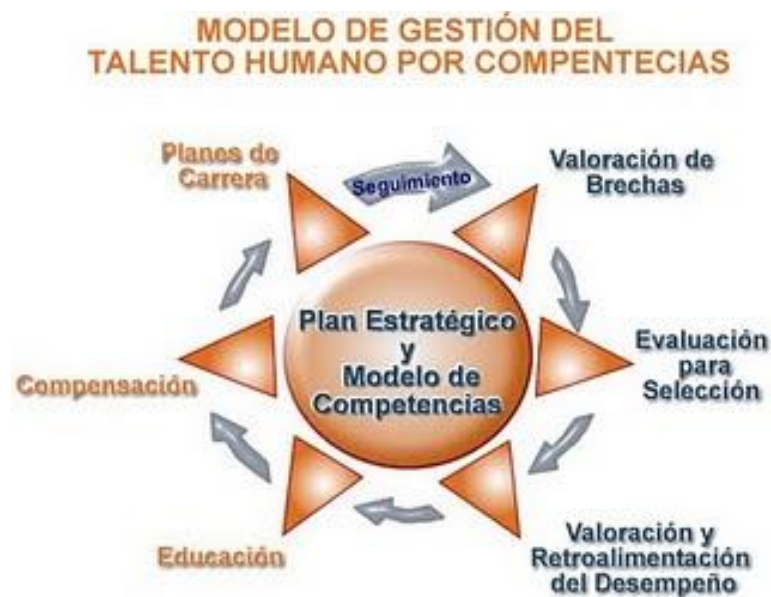 MODELO DE GESTIÓN DEL
TALENTO HUMANO POR COMPENTECIAS
Planes de
Carrera
Seguimiento
Valoración de
Brechas
Plan Estratégico
y
Modelo de
Competencias
Evaluación
para
Selección
Compensación
Educación
Valoración y
Retroalimentación
del Desempeño